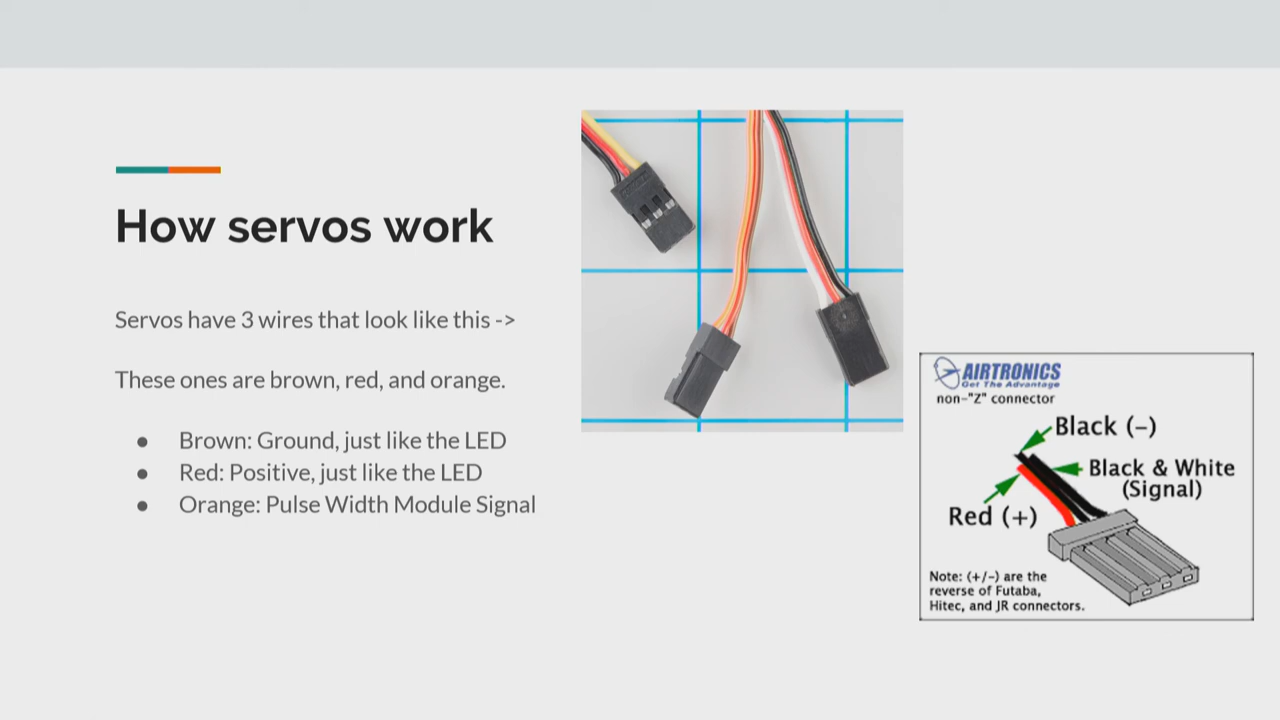 How servos work
Servos have 3 wires that look like this ->
These ones are brown, red, and orange.
● Brown: Ground, just like the LED
● Red: Positive, just like the LED
● Orange: Pulse Width Module Signal
AIRTRONICS
Get The Advantage
non-"Z" connector
Black (-)
Black & White
(Signal)
Red (+)
Note: (+/-) are the
reverse of Futaba,
Hitec, and JR connectors.